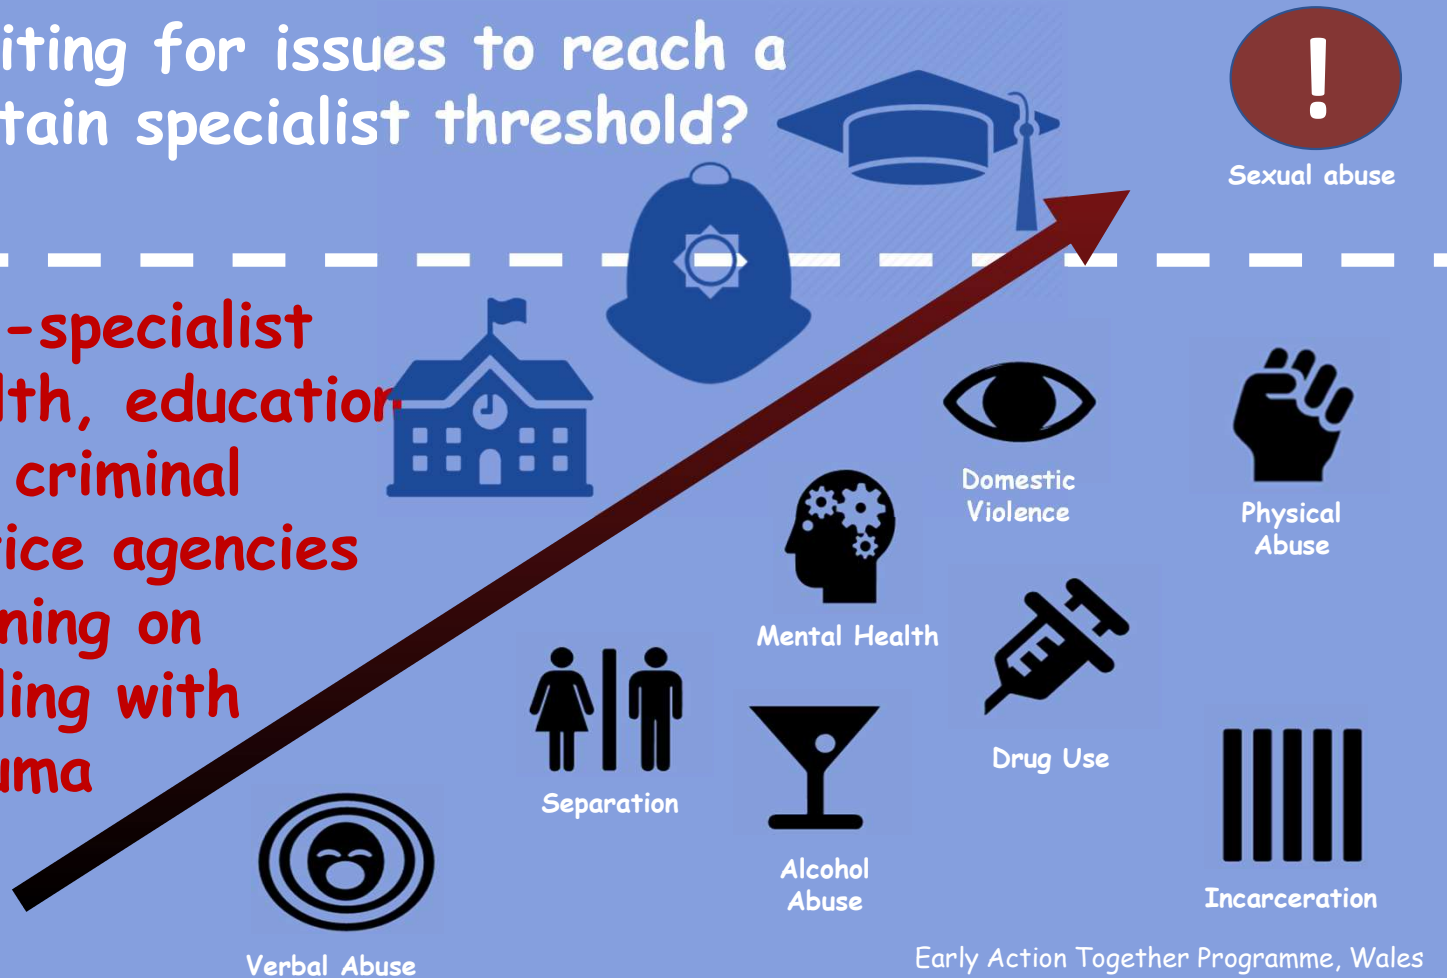 iting for issues to reach a
tain specialist threshold?
!
Sexual abuse
-specialist
lth, education
criminal
ice agencies
ning on
ling with
uma
Domestic
Violence
Physical
Abuse
Mental Health
Drug Use
Separation
Alcohol
Abuse
Incarceration
Verbal Abuse
Early Action Together Programme, Wales